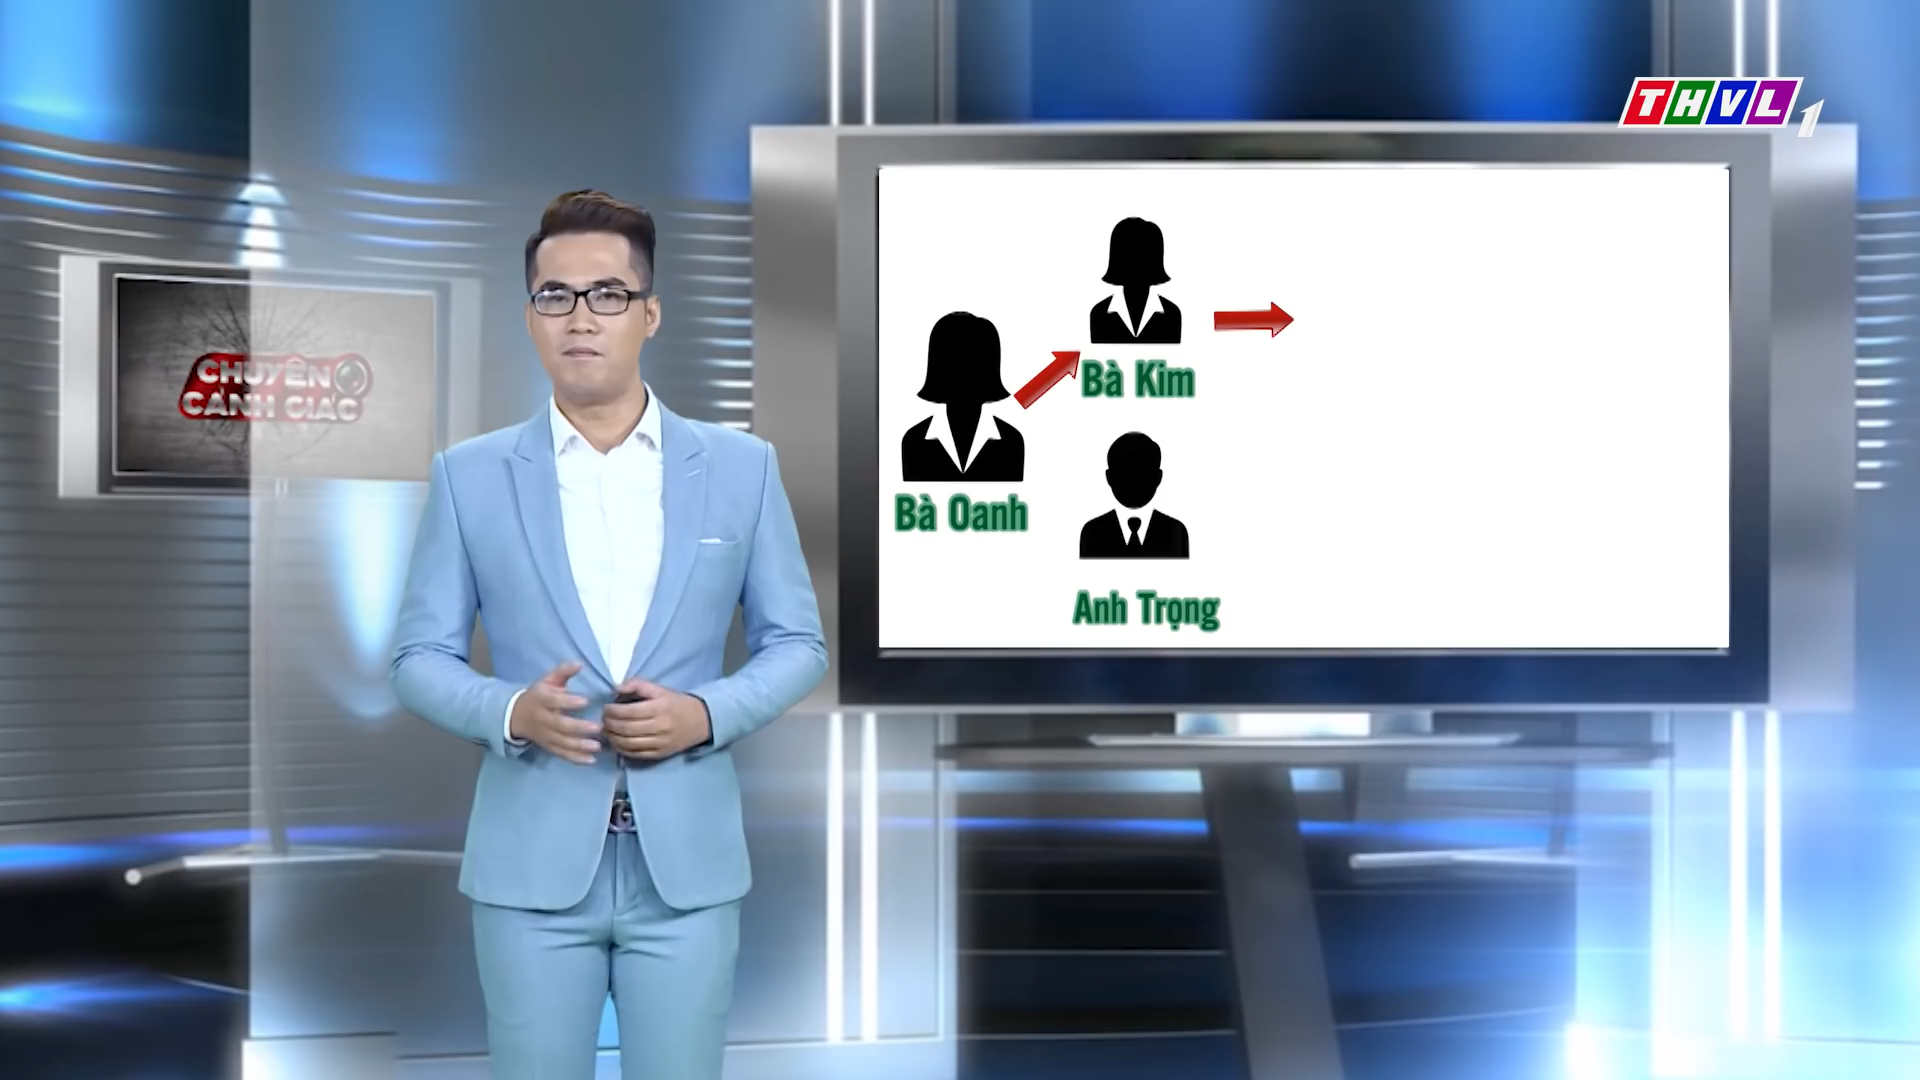 THVL1
CHUYỆN
CẢNH GIÁC
Bà Kim
Bà Oanh
Anh Trọng